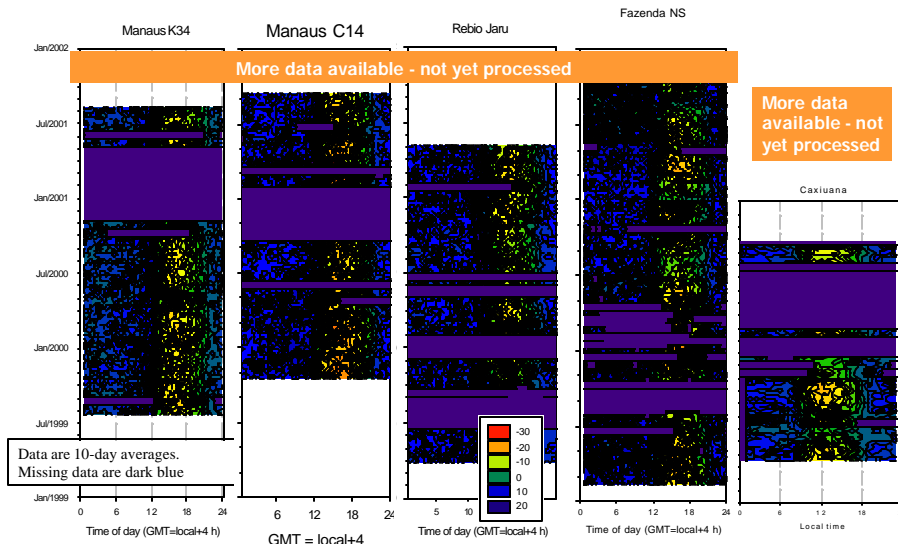 Manaus K34
Manaus C14
Rebio Jaru
Fazenda NS
More data available - not yet processed
More data
available - not
yet processed
Caxiuana
Jan/2002
Jul/2001
Jan/2001
Jul/2000
Jan/2000
Jul/1999
Jan/1999
Data are 10-day averages.
Missing data are dark blue
-30
-20
-10
0
10
20
0 6 12 18 24
Time of day (GMT=local+4 h)
6 12 18 24
GMT = local+4
0 5 10
Time of day (GMT=local+4 h)
0 6 12 18 24
Time of day (GMT=local+4 h)
0 6 12 18
Local time